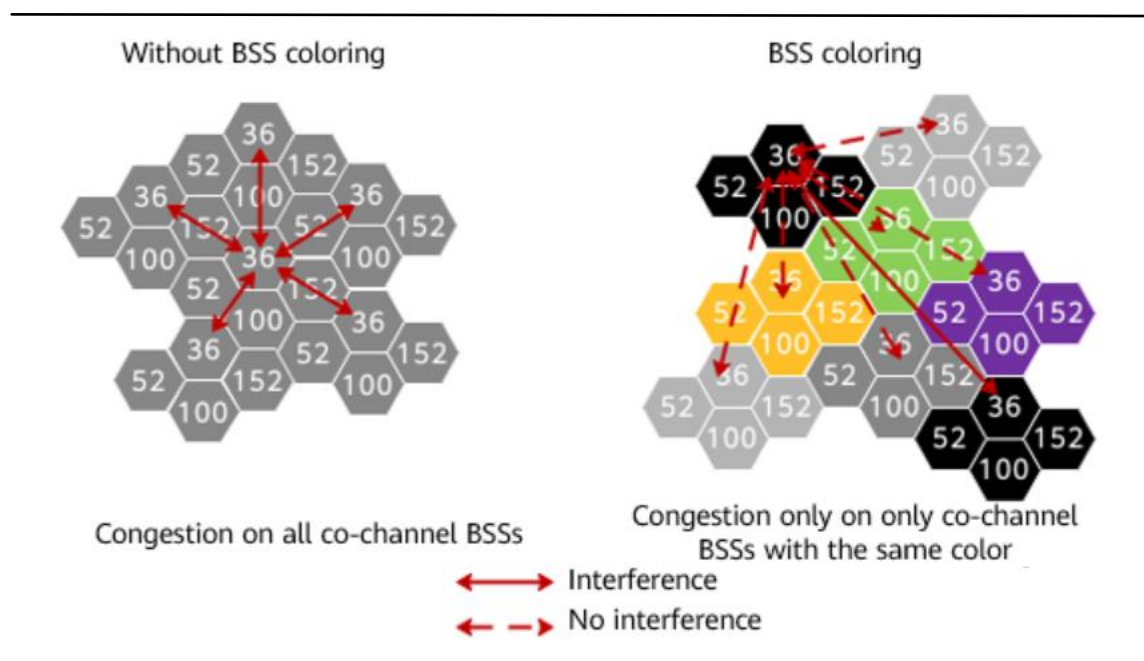 Without BSS coloring
36
52 152
36 100 36
52 152 52 152
100 36 100
52 152
100 36
36 52 152
52 152 100
100
Congestion on all co-channel BSSs
BSS coloring
36
36 52 152
52 152 100
100 36
52 152
36 100 36
52 152 52 152
100 36 100
36 52 152
52 152 100 36
100 52 152
100
Congestion only on only co-channel
BSSs with the same color
Interference
No interference